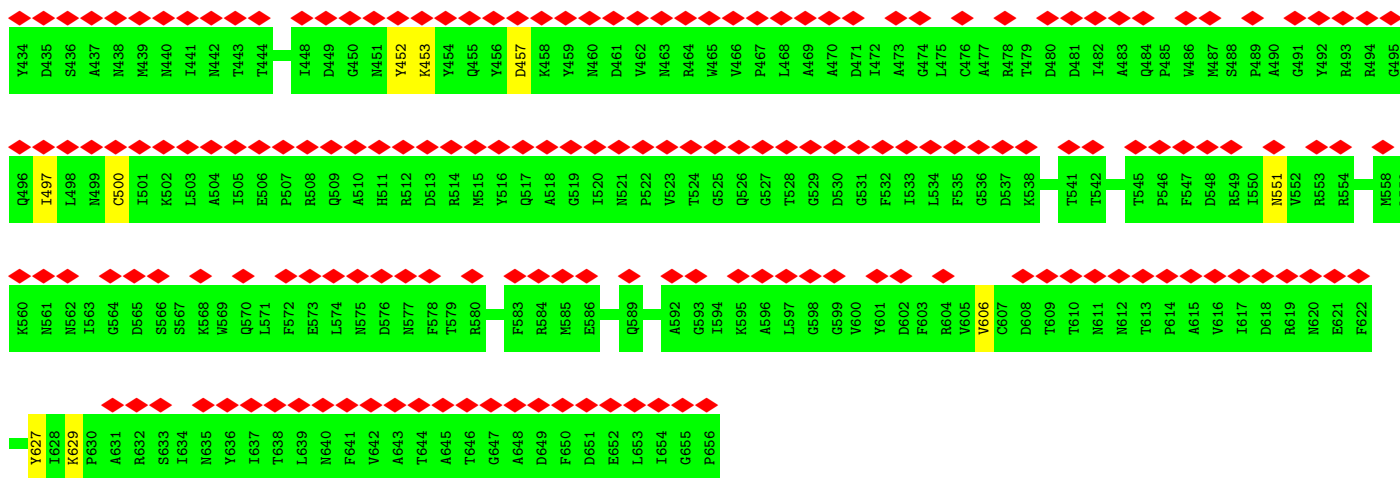 Y434 D435 S436 A437 N438 M439 N440 I441 N442 T443 T444 I448 D449 G450 N451 Y452 K453 Y454 Q455 Y456 D457 K458 Y459 N460 D461 V462 N463 R464 W465 V466 P467 L468 A469 A470 D471 I472 A473 G474 L475 C476 A477 R478 T479 D480 D481 I482 A483 Q484 P485 W486 M487 S488 P489 A490 G491 Y492 R493 R494 G495
Q496 I497 L498 N499 C500 I501 K502 L503 A504 I505 E506 P507 R508 Q509 A510 H511 R512 D513 R514 M515 Y516 Q517 A518 G519 I520 N521 P522 V523 T524 G525 Q526 G527 T528 G529 D530 G531 F532 I533 L534 F535 G536 D537 K538 T541 T542 T545 P546 F547 D548 R549 I550 N551 V552 R553 R554 M558
K560 N561 N562 I563 G564 D565 S566 S567 K568 W569 Q570 L571 F572 E573 L574 N575 D576 N577 F578 T579 R580 F583 R584 M585 E586 Q589 A592 G593 I594 K595 A596 L597 G598 G599 V600 Y601 D602 F603 R604 V605 V606 C607 D608 T609 T610 N611 N612 T613 P614 A615 V616 I617 D618 R619 N620 E621 F622
Y627 I628 K629 P630 A631 R632 S633 I634 N635 Y636 I637 T638 L639 N640 F641 V642 A643 T644 A645 T646 G647 A648 D649 F650 D651 E652 L653 I654 G655 P656